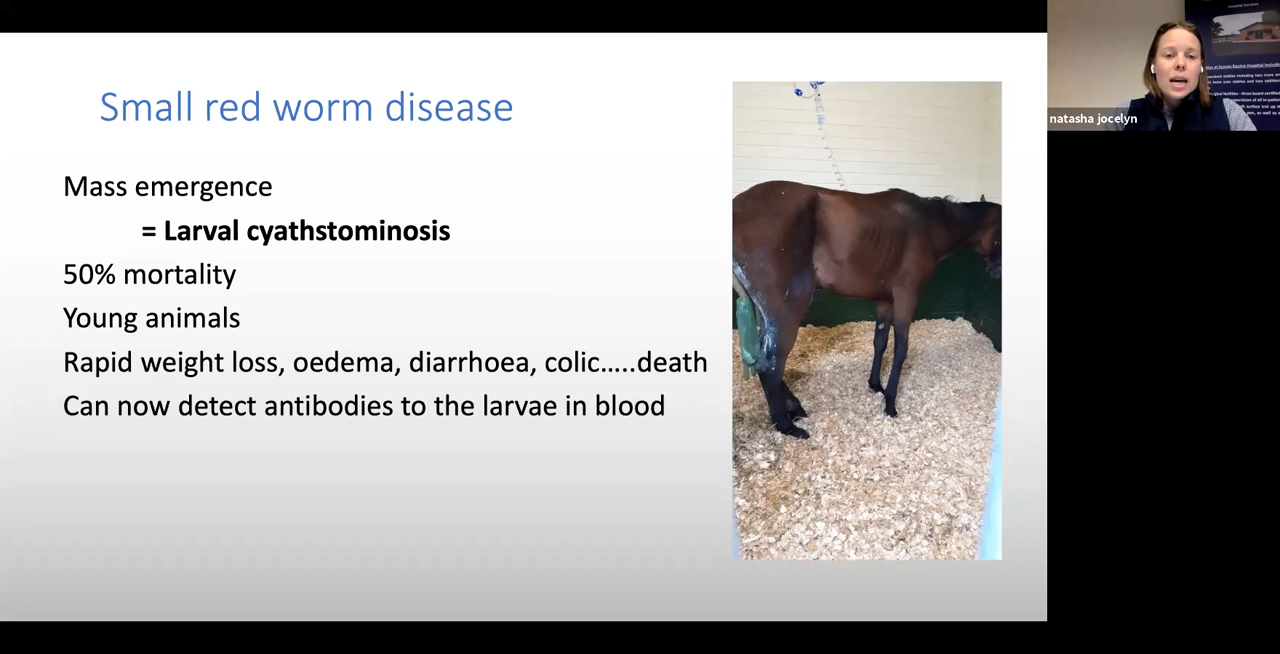 Small red worm disease
Mass emergence
= Larval cyathstominosis
50% mortality
Young animals
Rapid weight loss, oedema, diarrhoea, colic…..death
Can now detect antibodies to the larvae in blood
natasha jocelyn